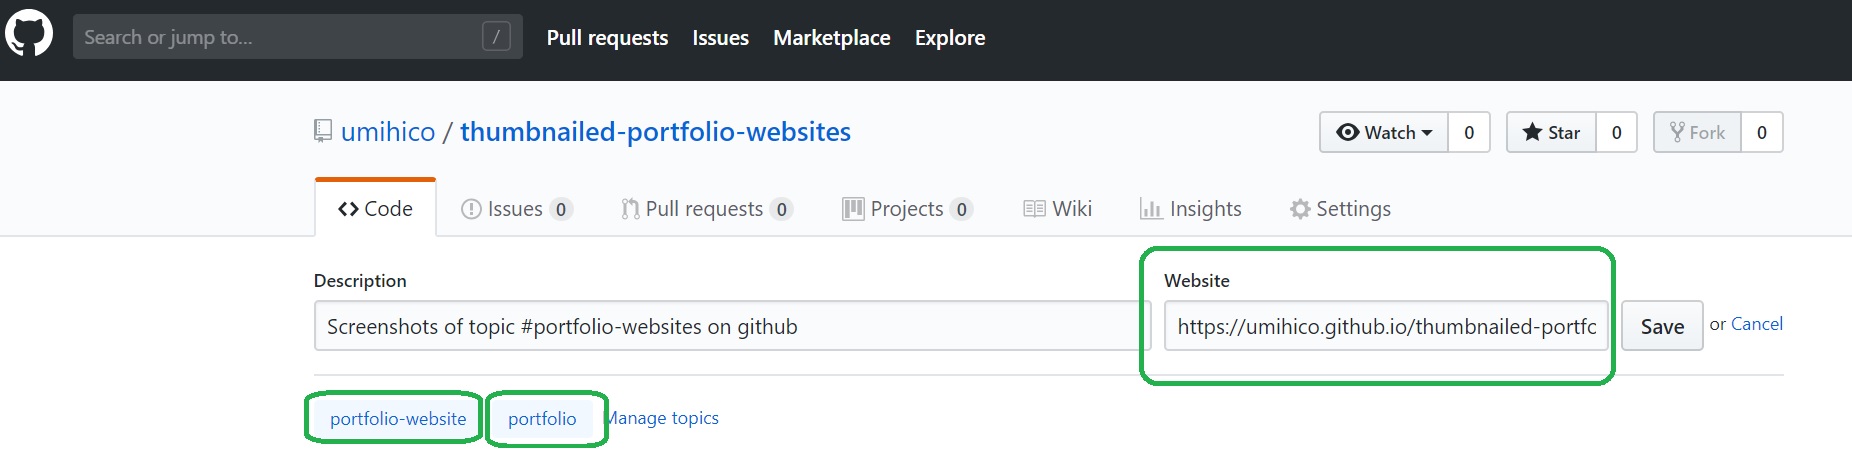 Search or jump to... /
Pull requests Issues Marketplace Explore
umihico / thumbnailed-portfolio-websites
Watch 0 Star 0 Fork 0
Code Issues 0 Pull requests 0 Projects 0 Wiki Insights Settings
Description Website
Screenshots of topic #portfolio-websites on github https://umihico.github.io/thumbnailed-portfo Save or Cancel
portfolio-website portfolio Manage topics